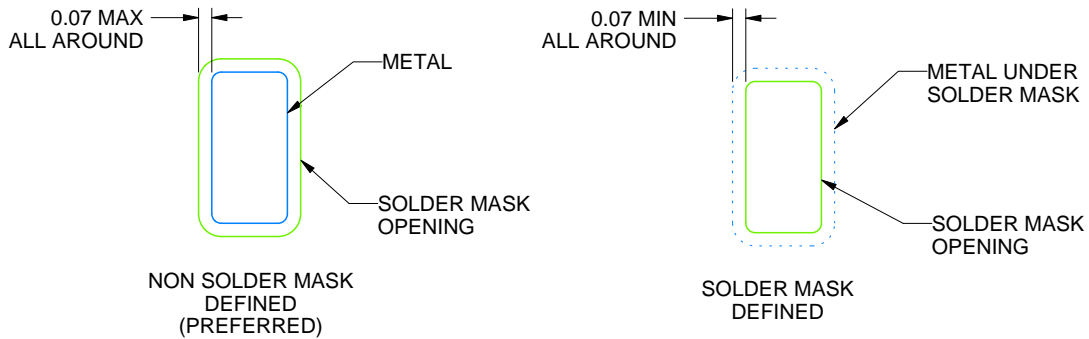 0.07 MAX
ALL AROUND
METAL
SOLDER MASK
OPENING
NON SOLDER MASK
DEFINED
(PREFERRED)
0.07 MIN
ALL AROUND
METAL UNDER
SOLDER MASK
SOLDER MASK
OPENING
SOLDER MASK
DEFINED